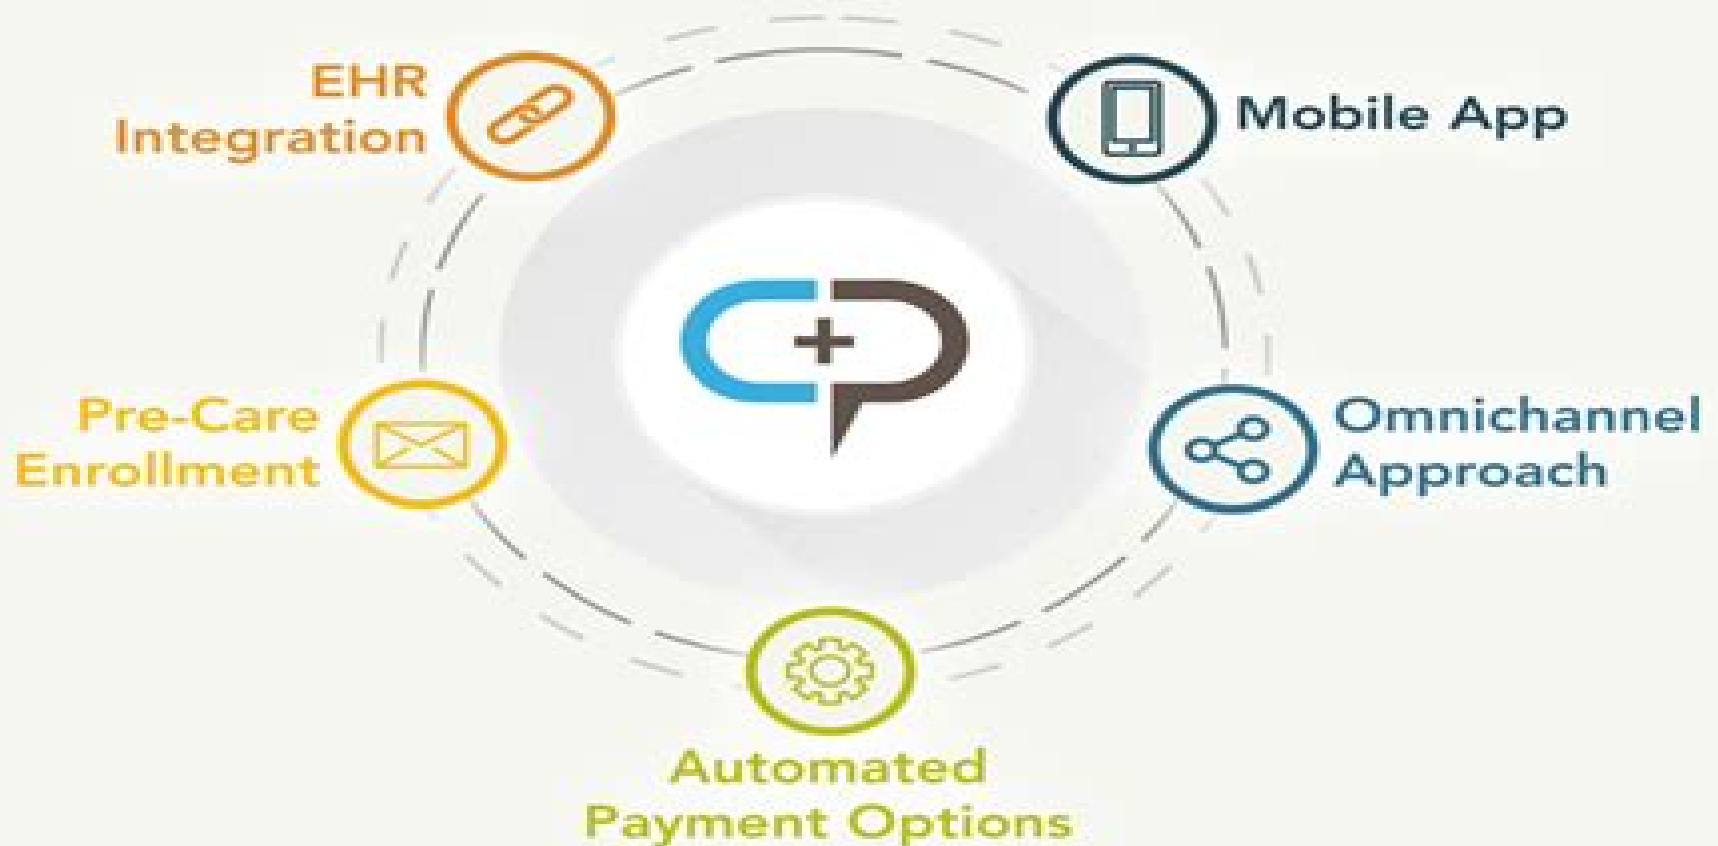 EHR
Integration
Mobile App
Pre-Care
Enrollment
Omnichannel
Approach
Automated
Payment Options